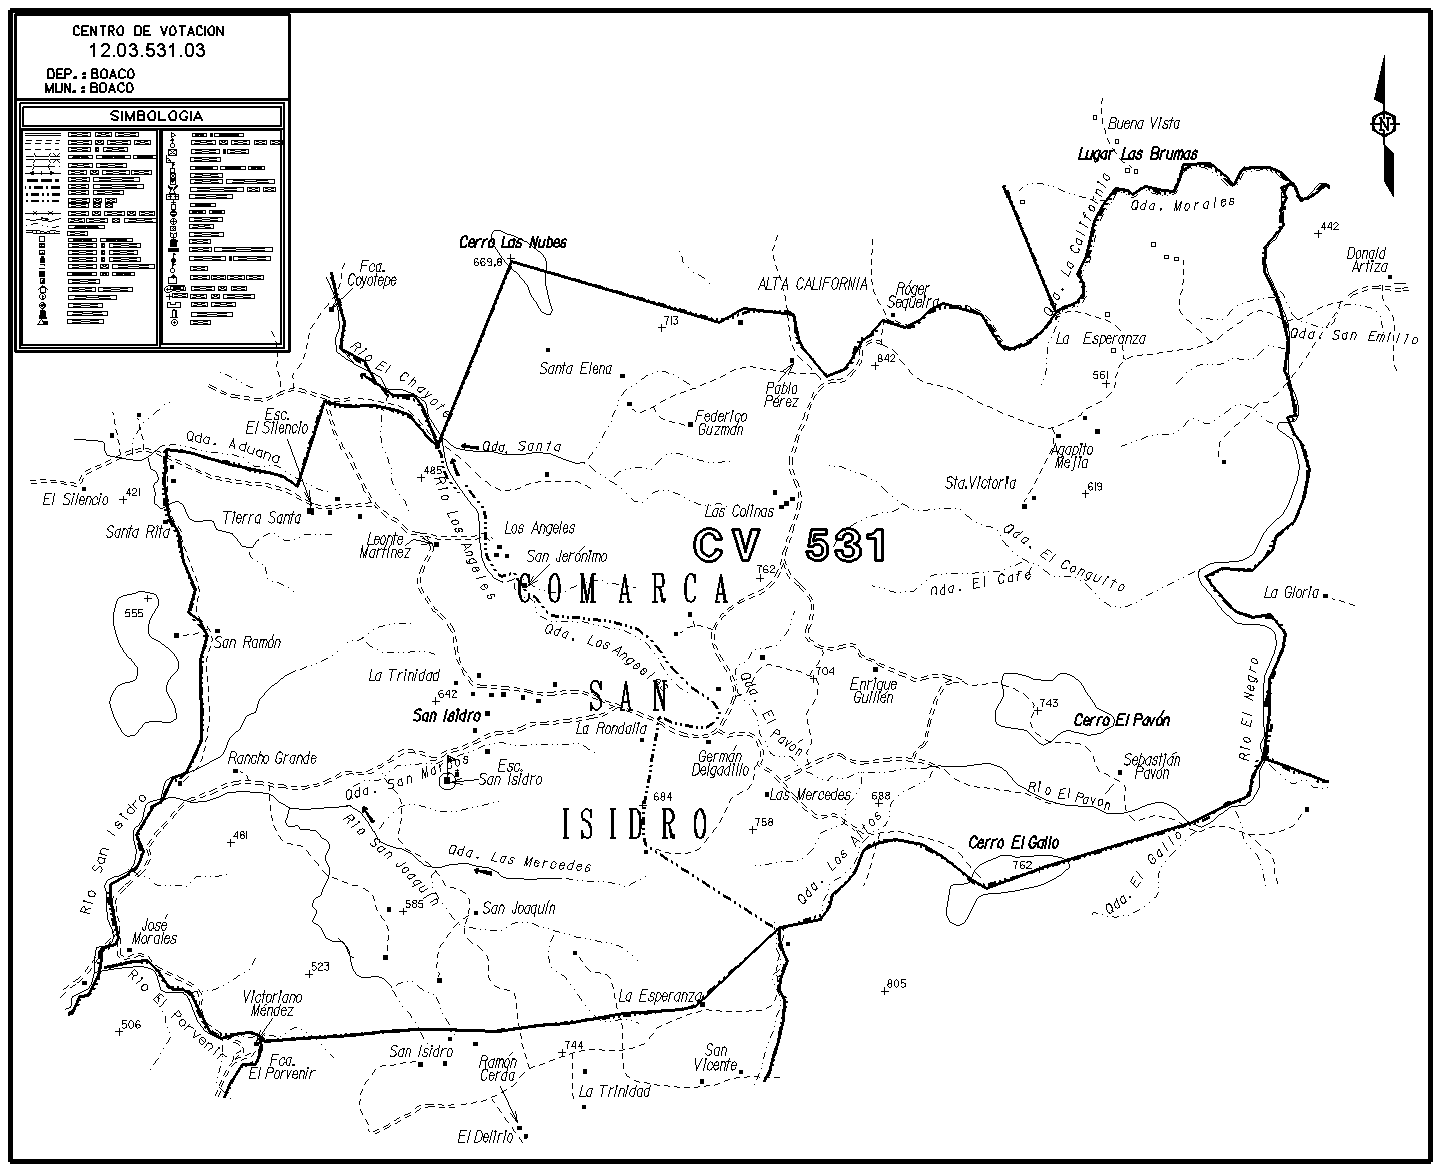 CENTRO DE VOTACION
12.03.531.03
DEP.: BOACO
MUN.: BOACO
SIMBOLOGIA
N
Buena Vista
Lugar Las Brumas
Qda. La California
Qda. Morales
442
Donald
Artiza
Cerro Las Nubes
669.8
Fca.
Coyotepe
ALTA CALIFORNIA
Róger
Sequeira
713
La Esperanza
Qda. San Emilio
Río El Chayote
Santa Elena
842
561
Pablo
Pérez
Esc.
El Silencio
Federico
Guzmán
Qda. Aduana
Qda. Santa
Agapito
Mejía
485
El Silencio
421
Sta. Victoria
619
Río Los Angeles
Las Colinas
Tierra Santa
Santa Rita
Los Angeles
Leonte
Martínez
CV 531
Qda. El Conguito
San Jerónimo
762
Qda. El Café
COMARCA
La Gloria
555
San Ramón
Qda. Los Angeles
La Trinidad
704
Enrique
Guillén
Qda. El Pavón
Río El Negro
642
SAN
743
San Isidro
Cerro El Pavón
La Rondalla
Rancho Grande
Esc.
San Isidro
Germán
Delgadillo
Sebastián
Pavón
Qda. San Marcos
Las Mercedes
684
688
Río El Pavon
Río San Isidro
758
ISIDRO
Río San Joaquín
481
Cerro El Gallo
762
Qda. Los Altos
Qda. El Gallo
Qda. Las Mercedes
585
San Joaquín
José
Morales
523
Río El Porvenir
805
Victoriano
Méndez
La Esperanza
506
744
San Isidro
San
Vicente
Ramón
Cerda
Fca.
El Porvenir
La Trinidad
El Delirio